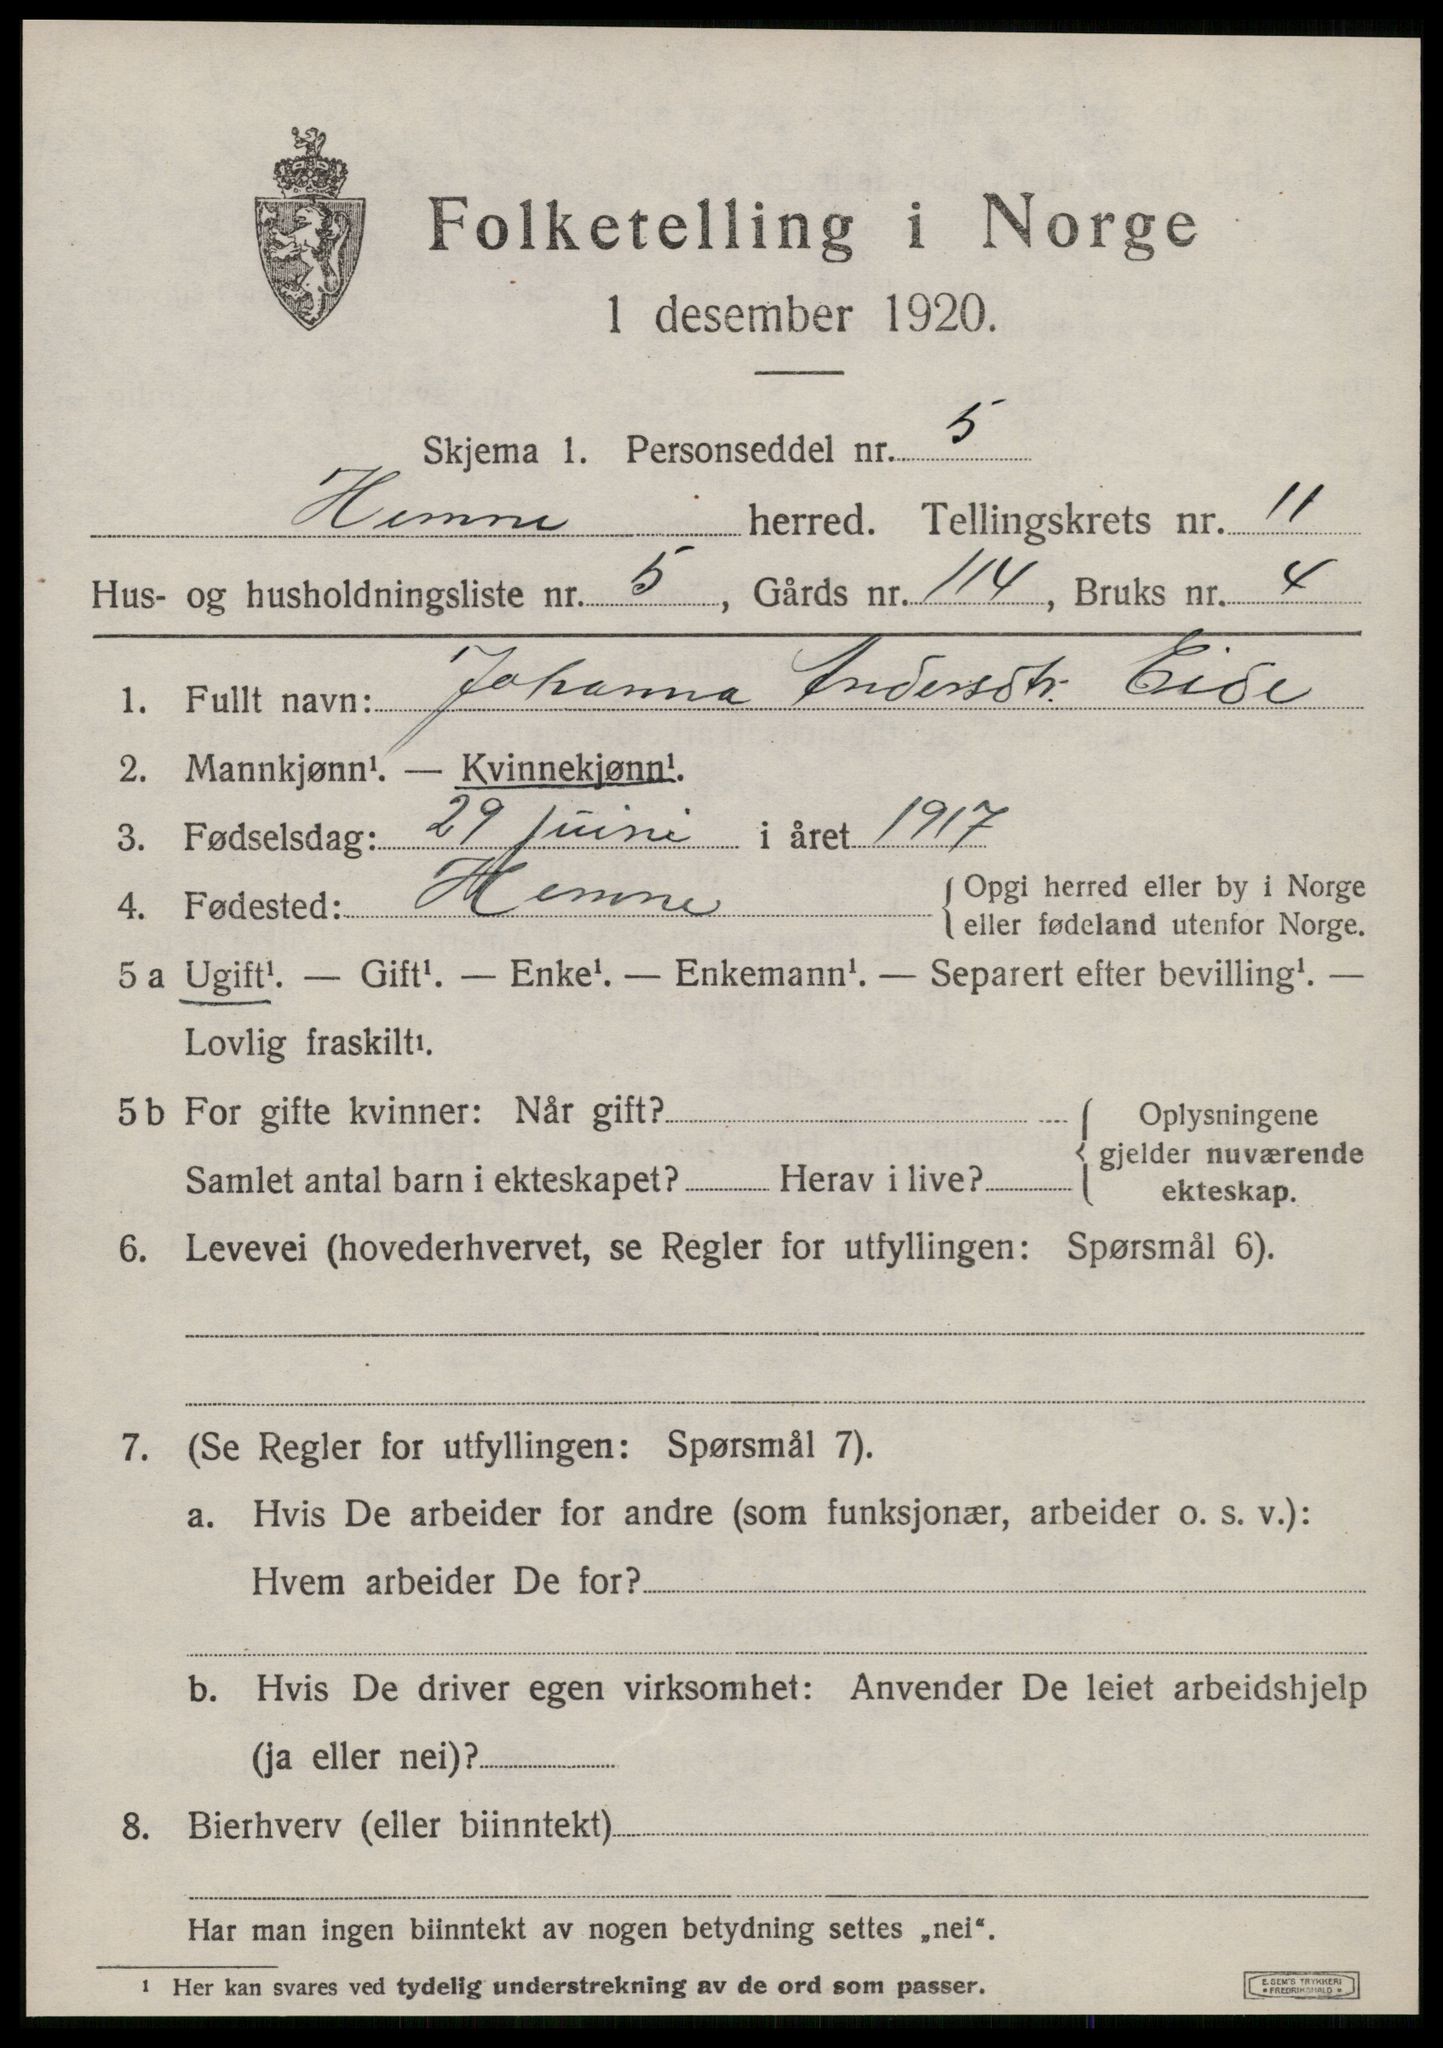 Folketelling i Norge
1 desember 1920.
Skjema 1. Personseddel nr. 5
Hemne herred. Tellingskrets nr. 11
Hus- og husholdningsliste nr. 5, Gårds nr. 114, Bruks nr. 4
1. Fullt navn: Johanna Andersdtr. Eide
2. Mannkjønn¹. — Kvinnekjønn¹.
3. Fødselsdag: 29 juini i året 1917
4. Fødested: Hemne { Opgi herred eller by i Norge
eller fødeland utenfor Norge.
5 a Ugift¹. — Gift¹. — Enke¹. — Enkemann¹. — Separert efter bevilling¹. —
Lovlig fraskilt¹.
5 b For gifte kvinner: Når gift? { Oplysningene
gjelder nuværende
Samlet antal barn i ekteskapet? Herav i live? ekteskap.
6. Levevei (hovederhvervet, se Regler for utfyllingen: Spørsmål 6).
7. (Se Regler for utfyllingen: Spørsmål 7).
a. Hvis De arbeider for andre (som funksjonær, arbeider o. s. v.):
Hvem arbeider De for?
b. Hvis De driver egen virksomhet: Anvender De leiet arbeidshjelp
(ja eller nei)?
8. Bierhverv (eller biinntekt)
Har man ingen biinntekt av nogen betydning settes „nei“.
¹ Her kan svares ved tydelig understrekning av de ord som passer.
E. SEM'S TRYKKERI
• FREDRIKSHALD •